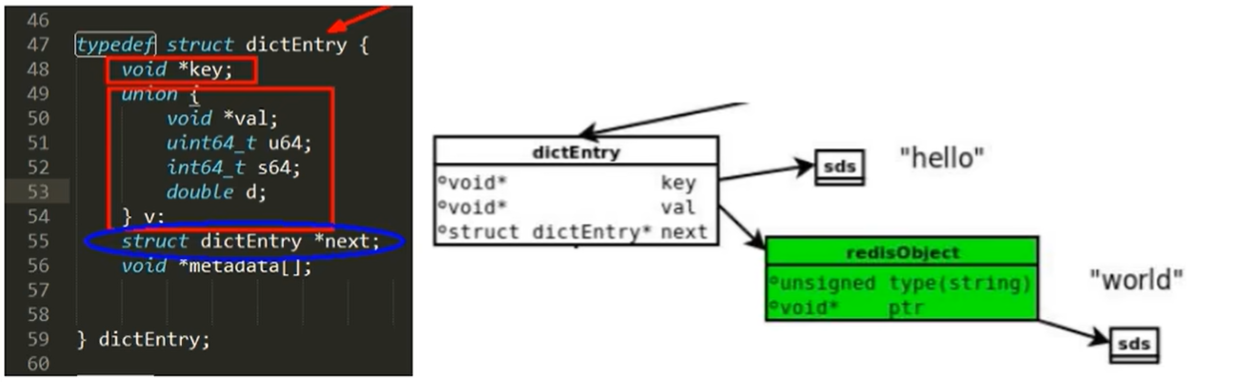 46
47 typedef struct dictEntry {
48 void *key;
49 union {
50 void *val;
51 uint64_t u64;
52 int64_t s64;
53 double d;
54 } v;
55 struct dictEntry *next;
56 void *metadata[];
57
58
59 } dictEntry;
60
dictEntry
void* key
void* val
struct dictEntry* next
sds
"hello"
redisObject
unsigned type(string)
void* ptr
"world"
sds